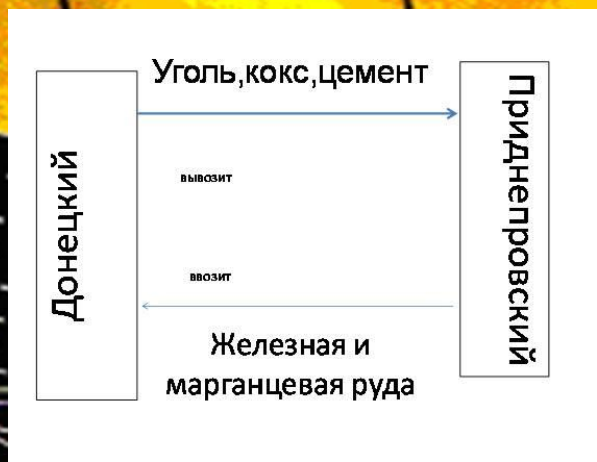 Уголь,кокс,цемент
Донецкий
Приднепровский
вывозит
ввозит
Железная и
марганцевая руда